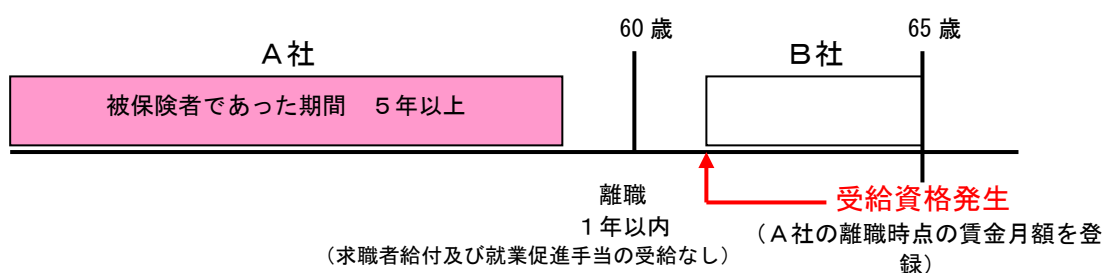 60 歳
65 歳
A社
B社
被保険者であった期間　５年以上
離職
１年以内
（求職者給付及び就業促進手当の受給なし）
受給資格発生
（A社の離職時点の賃金月額を登
録）